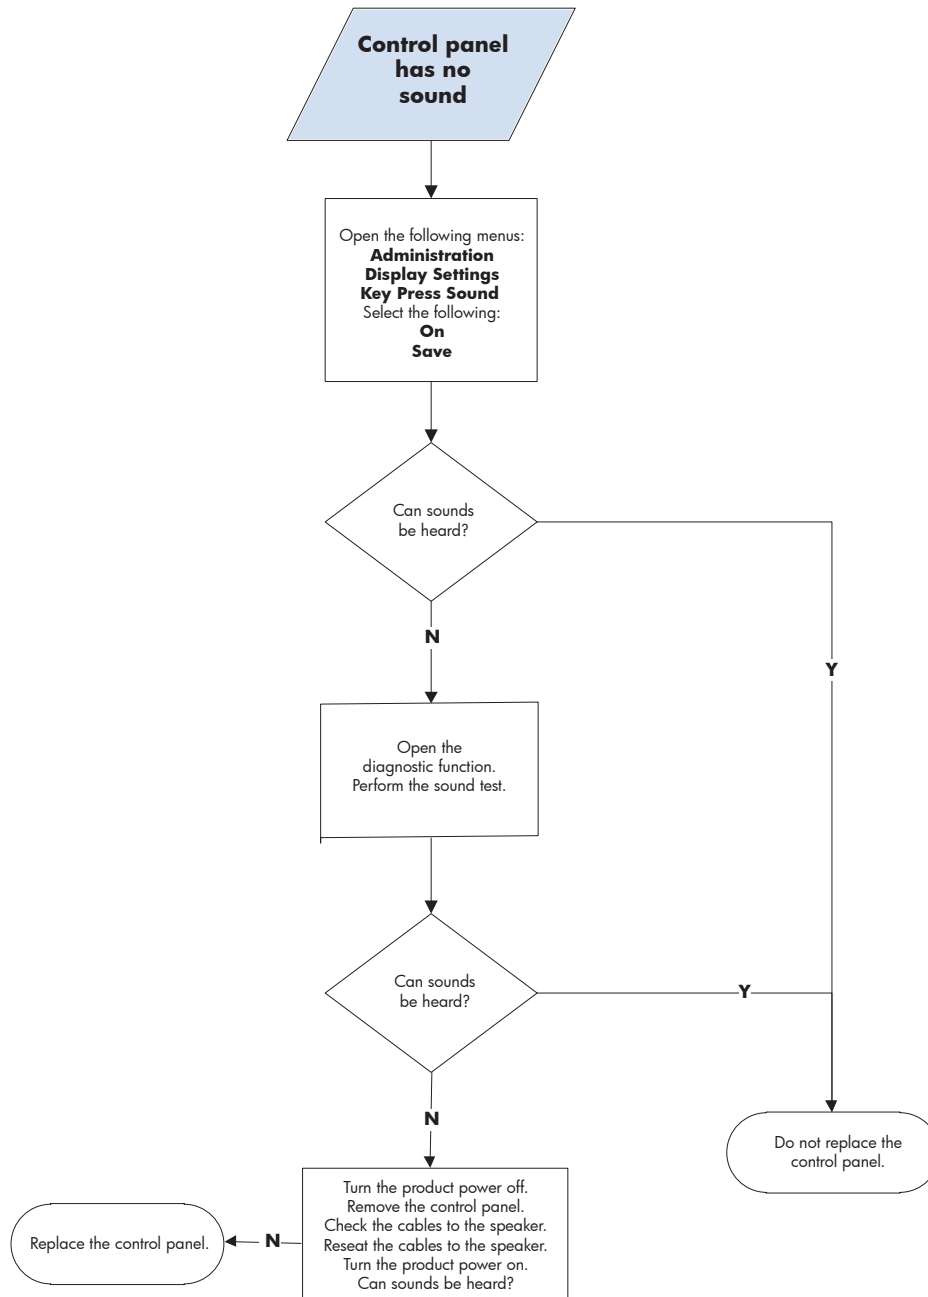 Control panel
has no
sound
Open the following menus:
Administration
Display Settings
Key Press Sound
Select the following:
On
Save
Can sounds
be heard?
N
Y
Open the
diagnostic function.
Perform the sound test.
Can sounds
be heard?
Y
N
Do not replace the
control panel.
Turn the product power off.
Remove the control panel.
Check the cables to the speaker.
Reseat the cables to the speaker.
Turn the product power on.
Can sounds be heard?
N
Replace the control panel.